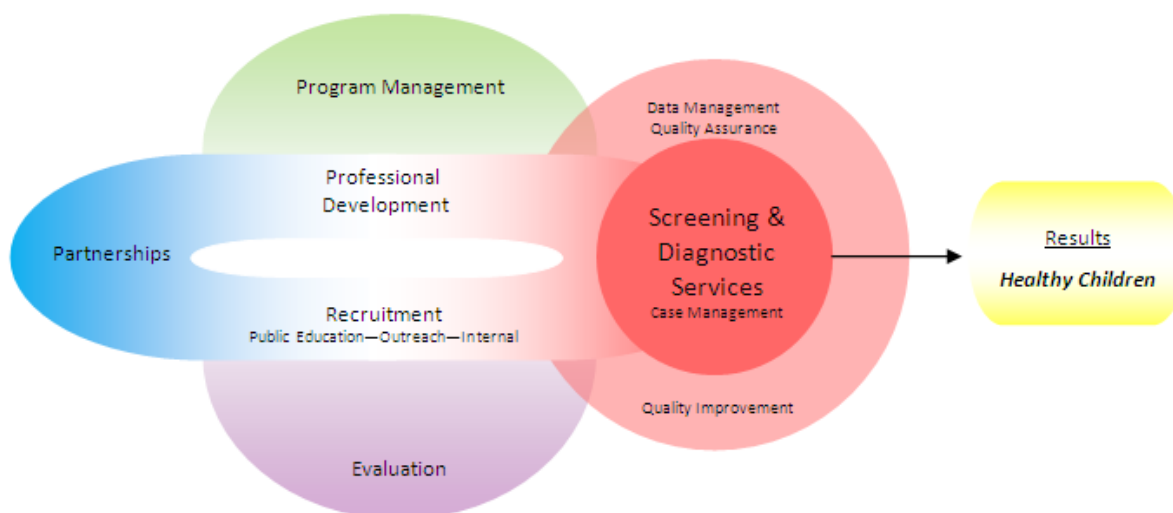 Program Management
Data Management
Quality Assurance
Professional
Development
Partnerships
Screening &
Diagnostic
Services
Case Management
Results
Healthy Children
Recruitment
Public Education—Outreach—Internal
Quality Improvement
Evaluation